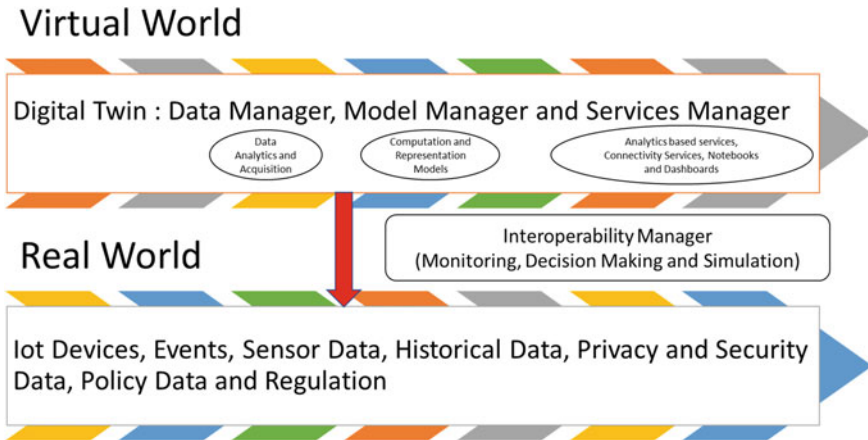 Virtual World
Digital Twin : Data Manager, Model Manager and Services Manager
Data
Analytics and
Acquisition
Computation and
Representation
Models
Analytics based services,
Connectivity Services, Notebooks
and Dashboards
Real World
Interoperability Manager
(Monitoring, Decision Making and Simulation)
Iot Devices, Events, Sensor Data, Historical Data, Privacy and Security
Data, Policy Data and Regulation